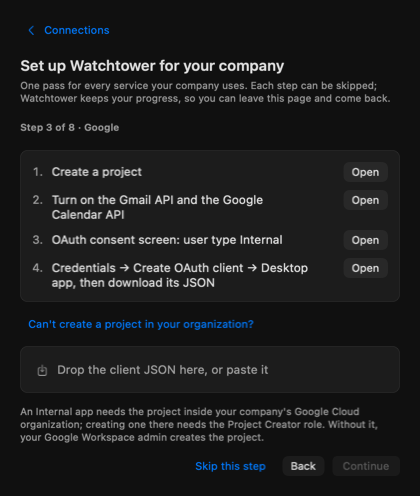 Connections
Set up Watchtower for your company
One pass for every service your company uses. Each step can be skipped;
Watchtower keeps your progress, so you can leave this page and come back.
Step 3 of 8 · Google
1. Create a project Open
2. Turn on the Gmail API and the Google Open
Calendar API
3. OAuth consent screen: user type Internal Open
4. Credentials → Create OAuth client → Desktop Open
app, then download its JSON
Can't create a project in your organization?
Drop the client JSON here, or paste it
An Internal app needs the project inside your company's Google Cloud
organization; creating one there needs the Project Creator role. Without it,
your Google Workspace admin creates the project.
Skip this step Back Continue